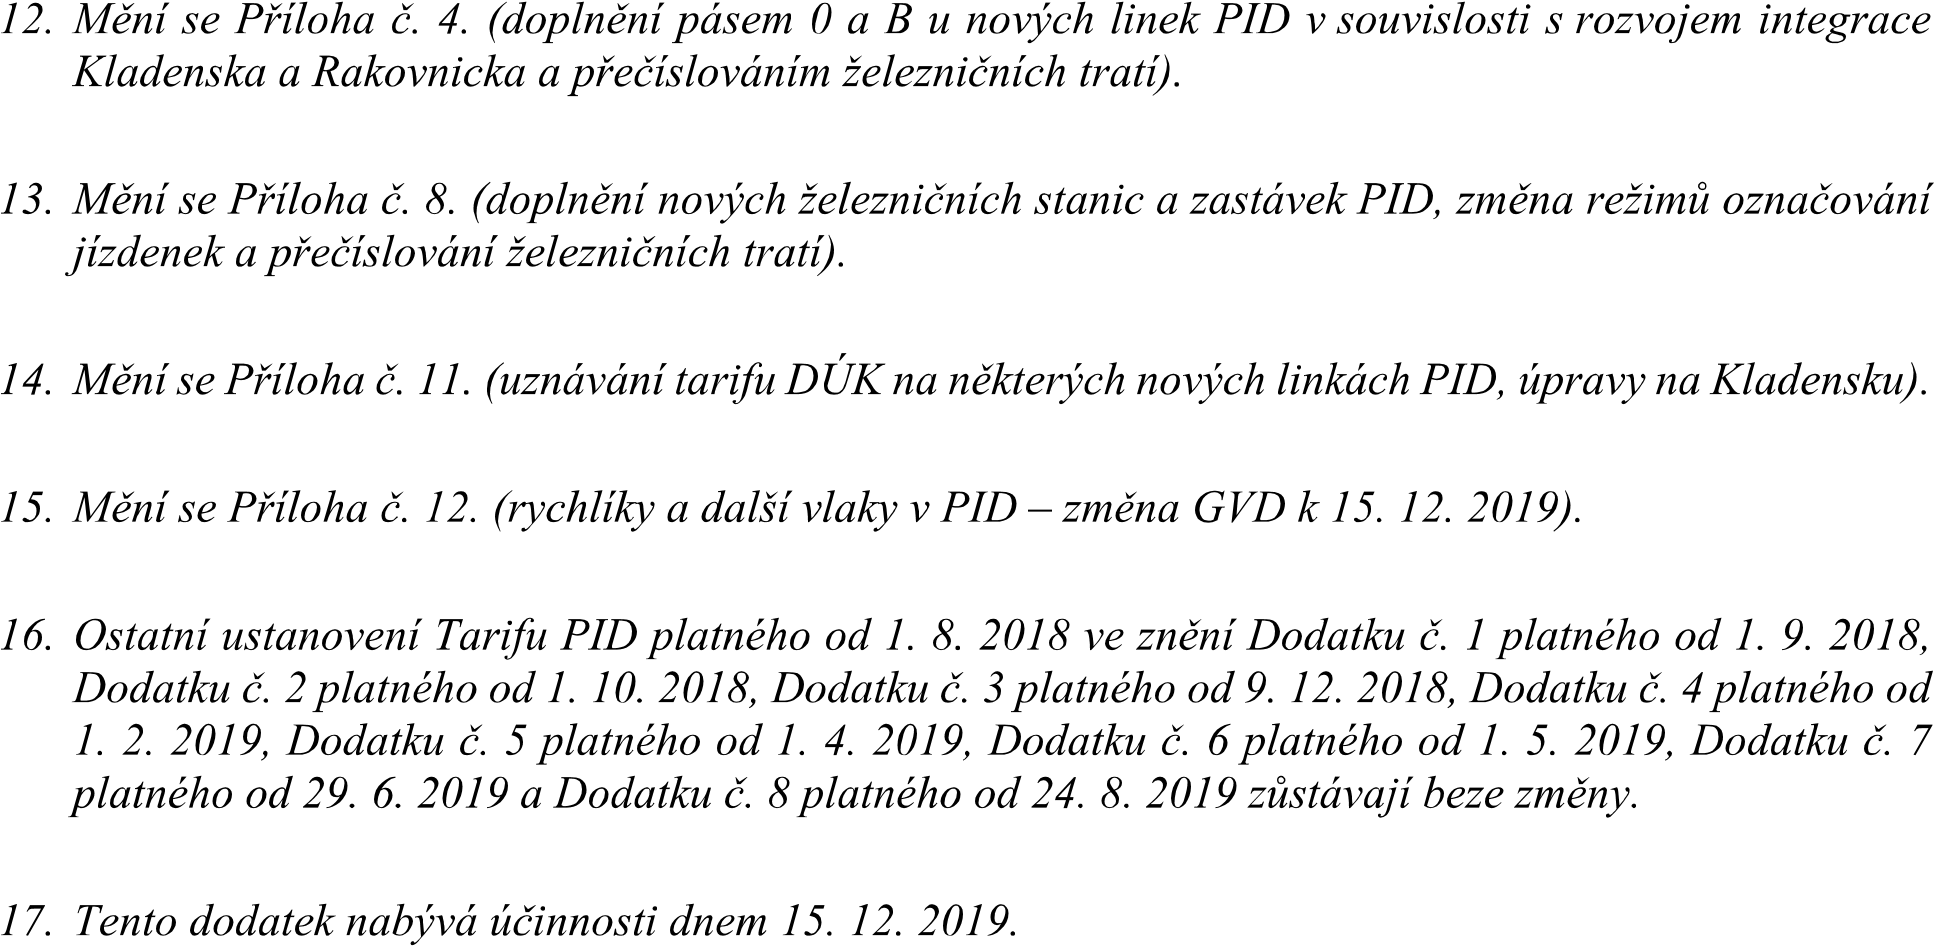 12. Mění se Příloha č. 4. (doplnění pásem 0 a B u nových linek PID v souvislosti s rozvojem integrace
Kladenska a Rakovnicka a přečíslováním železničních tratí).
13. Mění se Příloha č. 8. (doplnění nových železničních stanic a zastávek PID, změna režimů označování
jízdenek a přečíslování železničních tratí).
14. Mění se Příloha č. 11. (uznávání tarifu DÚK na některých nových linkách PID, úpravy na Kladensku).
15. Mění se Příloha č. 12. (rychlíky a další vlaky v PID – změna GVD k 15. 12. 2019).
16. Ostatní ustanovení Tarifu PID platného od 1. 8. 2018 ve znění Dodatku č. 1 platného od 1. 9. 2018,
Dodatku č. 2 platného od 1. 10. 2018, Dodatku č. 3 platného od 9. 12. 2018, Dodatku č. 4 platného od
1. 2. 2019, Dodatku č. 5 platného od 1. 4. 2019, Dodatku č. 6 platného od 1. 5. 2019, Dodatku č. 7
platného od 29. 6. 2019 a Dodatku č. 8 platného od 24. 8. 2019 zůstávají beze změny.
17. Tento dodatek nabývá účinnosti dnem 15. 12. 2019.